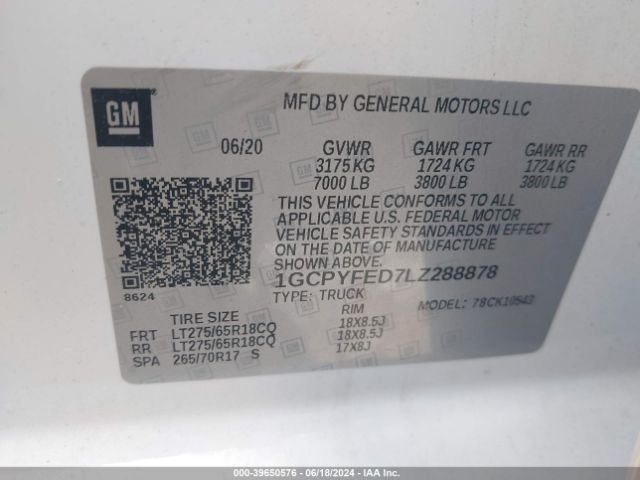 GM
MFD BY GENERAL MOTORS LLC
06/20 GVWR GAWR FRT GAWR RR
3175 KG 1724 KG 1724 KG
7000 LB 3800 LB 3800 LB
THIS VEHICLE CONFORMS TO ALL
APPLICABLE U.S. FEDERAL MOTOR
VEHICLE SAFETY STANDARDS IN EFFECT
ON THE DATE OF MANUFACTURE
SHOWN ABOVE.
1GCPYFED7LZ288878
8624
TYPE: TRUCK MODEL: 78CK10543
TIRE SIZE RIM
FRT LT275/65R18CQ 18X8.5J
RR LT275/65R18CQ 18X8.5J
SPA 265/70R17 S 17X8J
© COPART - 39650576 - 06/18/2024 - IAA Inc.